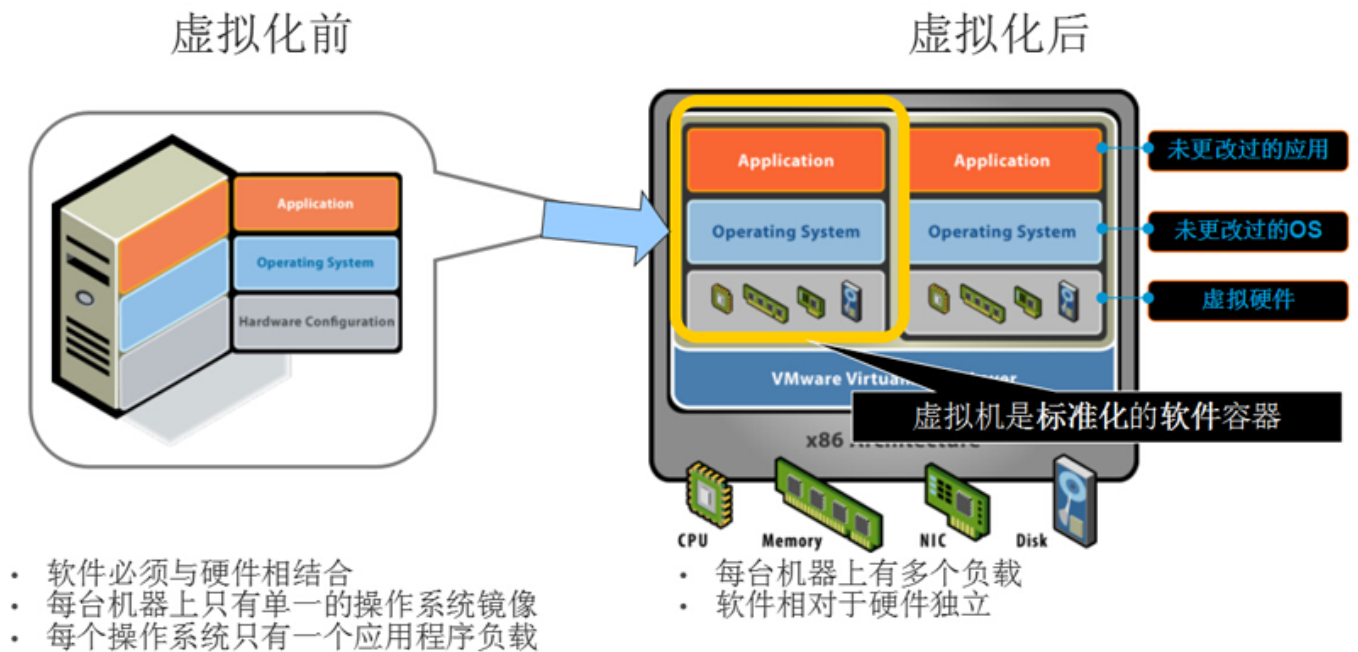 虚拟化前
虚拟化后
Application
Operating System
Hardware Configuration
Application
Application
未更改过的应用
Operating System
Operating System
未更改过的OS
虚拟硬件
VMware
虚拟机是标准化的软件容器
x86
CPU
Memory
NIC
Disk
· 软件必须与硬件相结合
· 每台机器上只有单一的操作系统镜像
· 每个操作系统只有一个应用程序负载
· 每台机器上有多个负载
· 软件相对于硬件独立